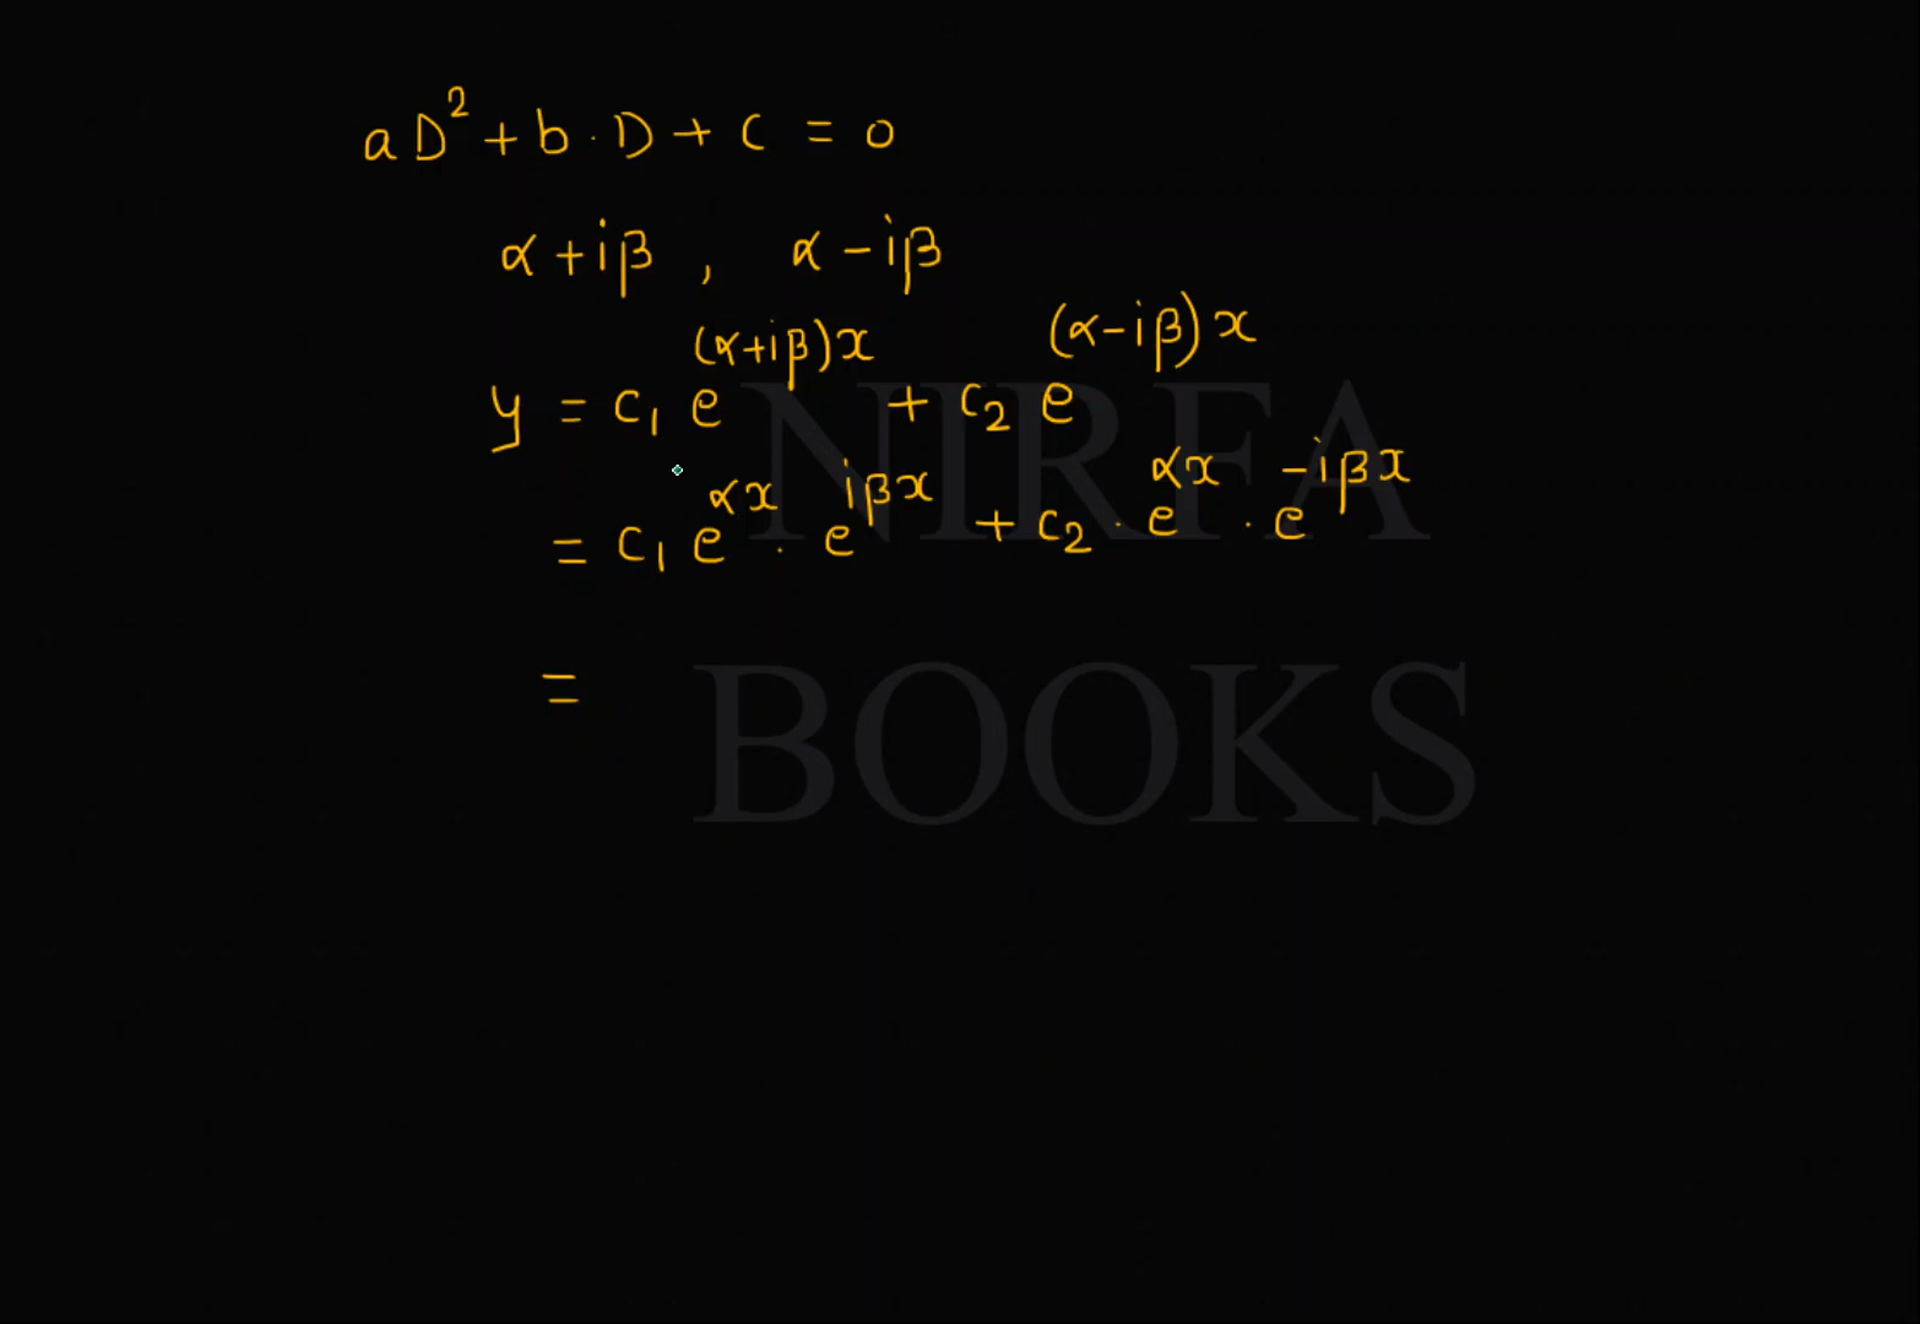 aD² + b · D + c = 0
α + iβ , α - iβ
y = c₁ e^(α+iβ)x + c₂ e^(α-iβ)x
= c₁ e^αx · e^iβx + c₂ · e^αx · e^-iβx
=
NIRFA
BOOKS